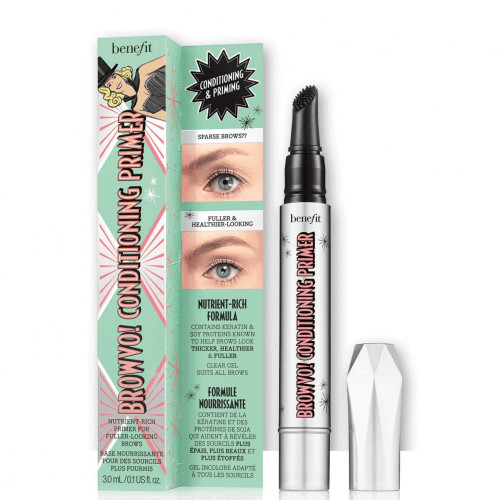 benefit
BROWVO! CONDITIONING PRIMER
NUTRIENT-RICH
PRIMER FOR
FULLER-LOOKING
BROWS
BASE NOURRISSANTE
POUR DES SOURCILS
PLUS FOURNIS
3.0 mL/0.1 US fl. oz.
CONDITIONING
& PRIMING
SPARSE BROWS??
FULLER &
HEALTHIER-LOOKING
NUTRIENT-RICH
FORMULA
CONTAINS KERATIN &
SOY PROTEINS KNOWN
TO HELP BROWS LOOK
THICKER, HEALTHIER
& FULLER
CLEAR GEL
SUITS ALL BROWS
FORMULE
NOURRISSANTE
CONTIENT DE LA
KÉRATINE ET DES
PROTÉINES DE SOJA
QUI AIDENT À RÉVÉLER
DES SOURCILS PLUS
ÉPAIS, PLUS BEAUX ET
PLUS ÉTOFFÉS
GEL INCOLORE ADAPTÉ
À TOUS LES SOURCILS
benefit
BROWVO! CONDITIONING PRIMER